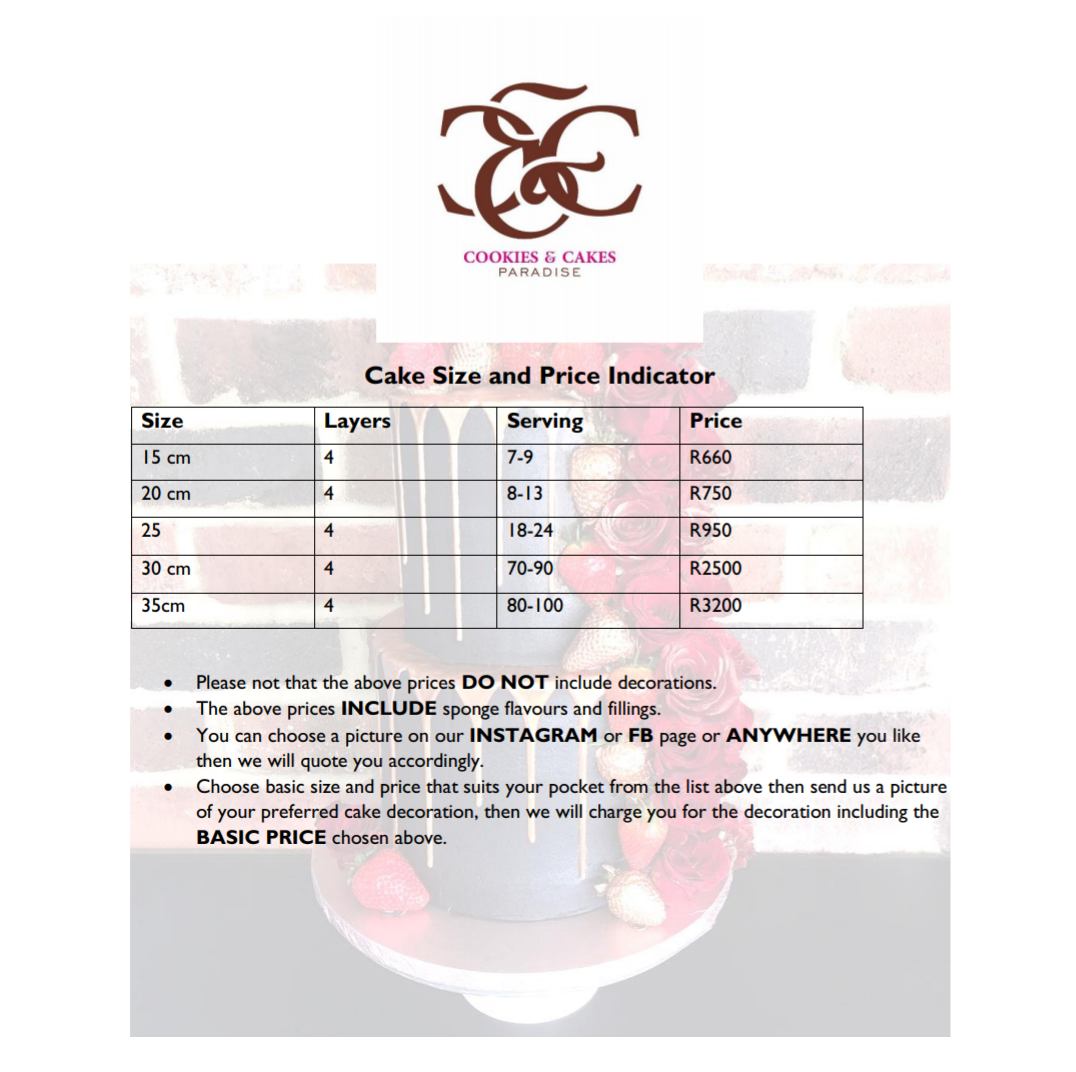 COOKIES & CAKES
PARADISE
Cake Size and Price Indicator
Size Layers Serving Price
15 cm 4 7-9 R660
20 cm 4 8-13 R750
25 4 18-24 R950
30 cm 4 70-90 R2500
35cm 4 80-100 R3200
• Please not that the above prices DO NOT include decorations.
• The above prices INCLUDE sponge flavours and fillings.
• You can choose a picture on our INSTAGRAM or FB page or ANYWHERE you like
then we will quote you accordingly.
• Choose basic size and price that suits your pocket from the list above then send us a picture
of your preferred cake decoration, then we will charge you for the decoration including the
BASIC PRICE chosen above.